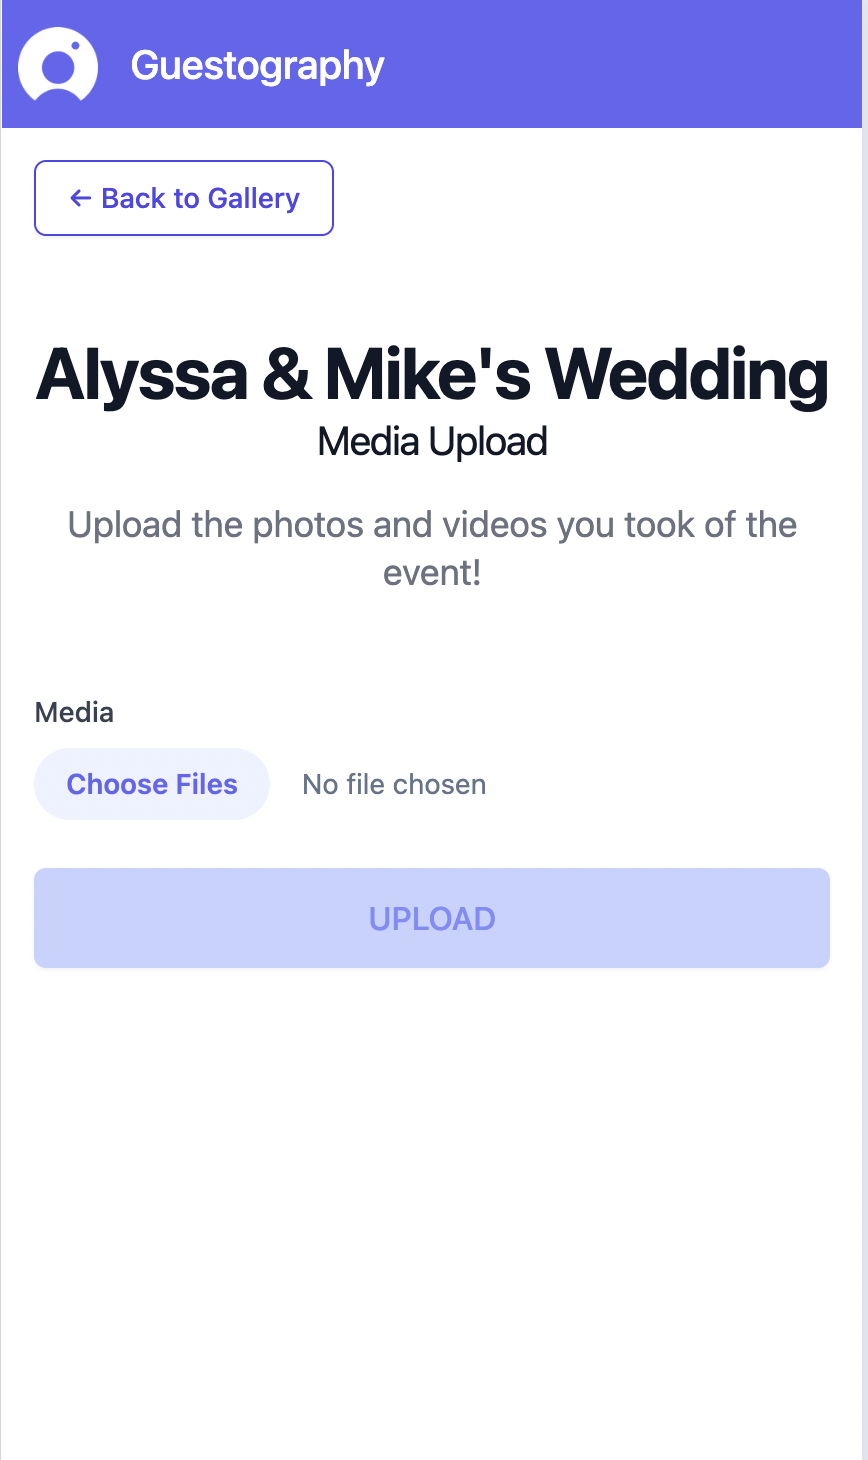 Guestography
← Back to Gallery
Alyssa & Mike's Wedding
Media Upload
Upload the photos and videos you took of the
event!
Media
Choose Files No file chosen
UPLOAD